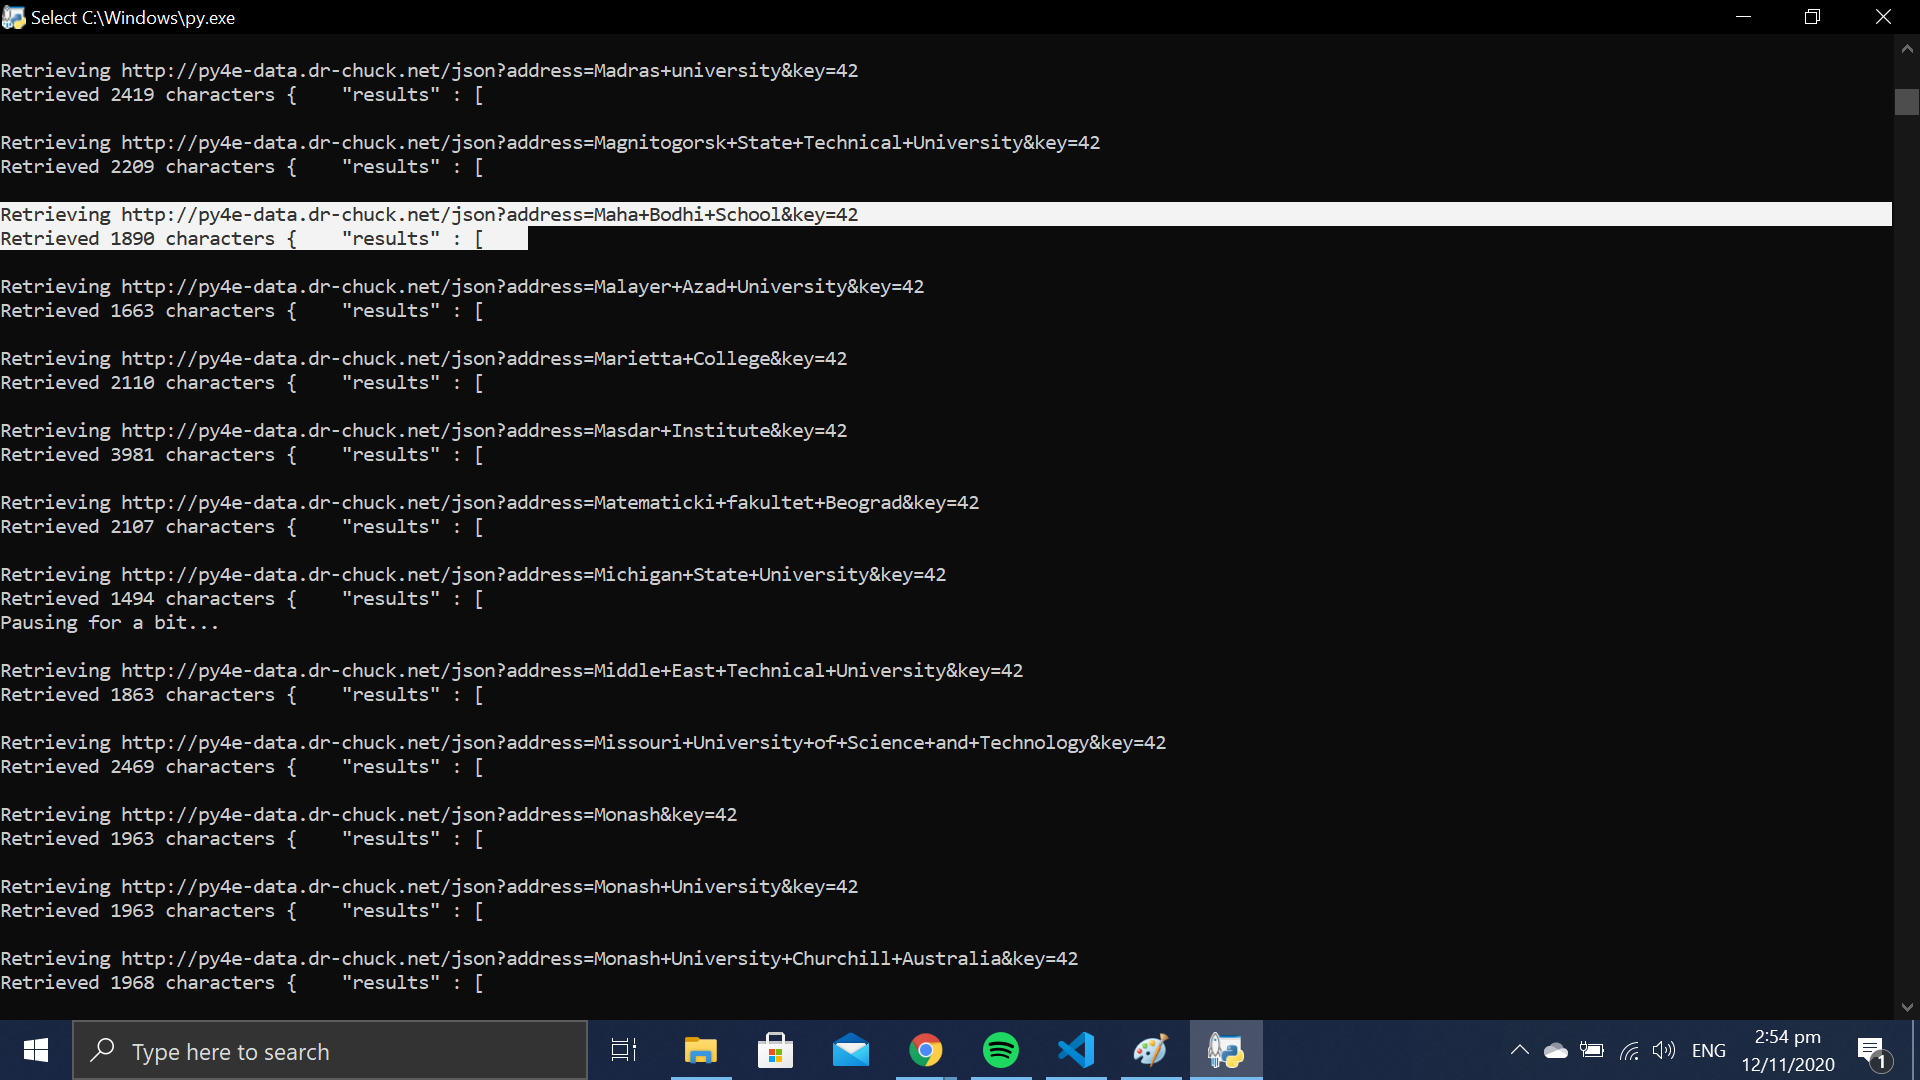 Select C:\Windows\py.exe
Retrieving http://py4e-data.dr-chuck.net/json?address=Madras+university&key=42
Retrieved 2419 characters {    "results" : [
Retrieving http://py4e-data.dr-chuck.net/json?address=Magnitogorsk+State+Technical+University&key=42
Retrieved 2209 characters {    "results" : [
Retrieving http://py4e-data.dr-chuck.net/json?address=Maha+Bodhi+School&key=42
Retrieved 1890 characters {    "results" : [
Retrieving http://py4e-data.dr-chuck.net/json?address=Malayer+Azad+University&key=42
Retrieved 1663 characters {    "results" : [
Retrieving http://py4e-data.dr-chuck.net/json?address=Marietta+College&key=42
Retrieved 2110 characters {    "results" : [
Retrieving http://py4e-data.dr-chuck.net/json?address=Masdar+Institute&key=42
Retrieved 3981 characters {    "results" : [
Retrieving http://py4e-data.dr-chuck.net/json?address=Matematicki+fakultet+Beograd&key=42
Retrieved 2107 characters {    "results" : [
Retrieving http://py4e-data.dr-chuck.net/json?address=Michigan+State+University&key=42
Retrieved 1494 characters {    "results" : [
Pausing for a bit...
Retrieving http://py4e-data.dr-chuck.net/json?address=Middle+East+Technical+University&key=42
Retrieved 1863 characters {    "results" : [
Retrieving http://py4e-data.dr-chuck.net/json?address=Missouri+University+of+Science+and+Technology&key=42
Retrieved 2469 characters {    "results" : [
Retrieving http://py4e-data.dr-chuck.net/json?address=Monash&key=42
Retrieved 1963 characters {    "results" : [
Retrieving http://py4e-data.dr-chuck.net/json?address=Monash+University&key=42
Retrieved 1963 characters {    "results" : [
Retrieving http://py4e-data.dr-chuck.net/json?address=Monash+University+Churchill+Australia&key=42
Retrieved 1968 characters {    "results" : [
Type here to search
ENG
2:54 pm
12/11/2020
1